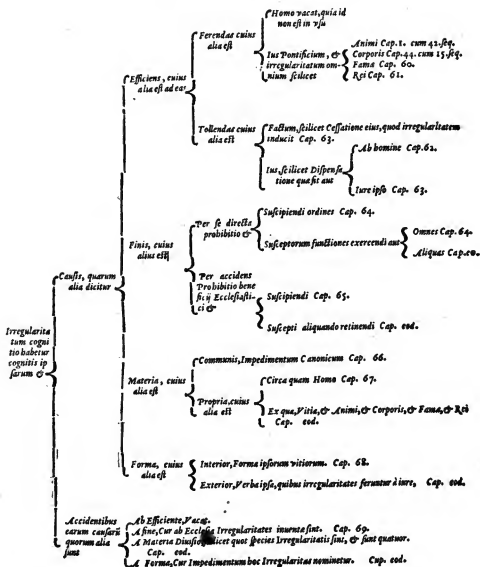 Irregularita
tum cogni
tio habetur
cognitis ip
sarum &
Causis, quarum
alia dicitur
Efficiens, cuius
alia est ad eas
Ferendas cuius
alia est
Homo vacat, quia id
non est in vsu
Ius Pontificium, &
irregularitatum om-
nium scilicet
Animi Cap. 1. cum 42. seq.
Corporis Cap. 44. cum 15. seq.
Fama Cap. 60.
Rei Cap. 61.
Tollendas cuius
alia est
Factum, scilicet Cessatione eius, quod irregularitatem
inducit Cap. 63.
Ius, scilicet Dispensa
tione quæ fit aut
Ab homine Cap. 62.
Iure ipso Cap. 63.
Finis, cuius
alius est
Per se directa
prohibitio &
Suscipiendi ordines Cap. 64.
Susceptorum functiones exercendi aut
Omnes Cap. 64.
Aliquas Cap. eo.
Per accidens
Prohibitio bene
ficij Ecclesiasti-
ci &
Suscipiendi Cap. 65.
Suscepti aliquando retinendi Cap. eod.
Materia, cuius
alia est
Communis, Impedimentum Canonicum Cap. 66.
Propria, cuius
alia est
Circa quam Homo Cap. 67.
Ex qua, Vitia, & Animi, & Corporis, & Fama, & Rei
Cap. eod.
Forma, cuius
alia est
Interior, Forma ipsorum vitiorum. Cap. 68.
Exterior, Verba ipsa, quibus irregularitates feruntur à iure, Cap. eod.
Accidentibus
earum causarũ
quorum alia
sunt
Ab Efficiente, Vacat.
A fine, Cur ab Ecclesia Irregularitates inuenta sint. Cap. 69.
A Materia Diuisio scilicet quot species Irregularitatis sint, & sunt quatuor.
Cap. eod.
A Forma, Cur Impedimentum hoc Irregularitas nominetur. Cap. eod.